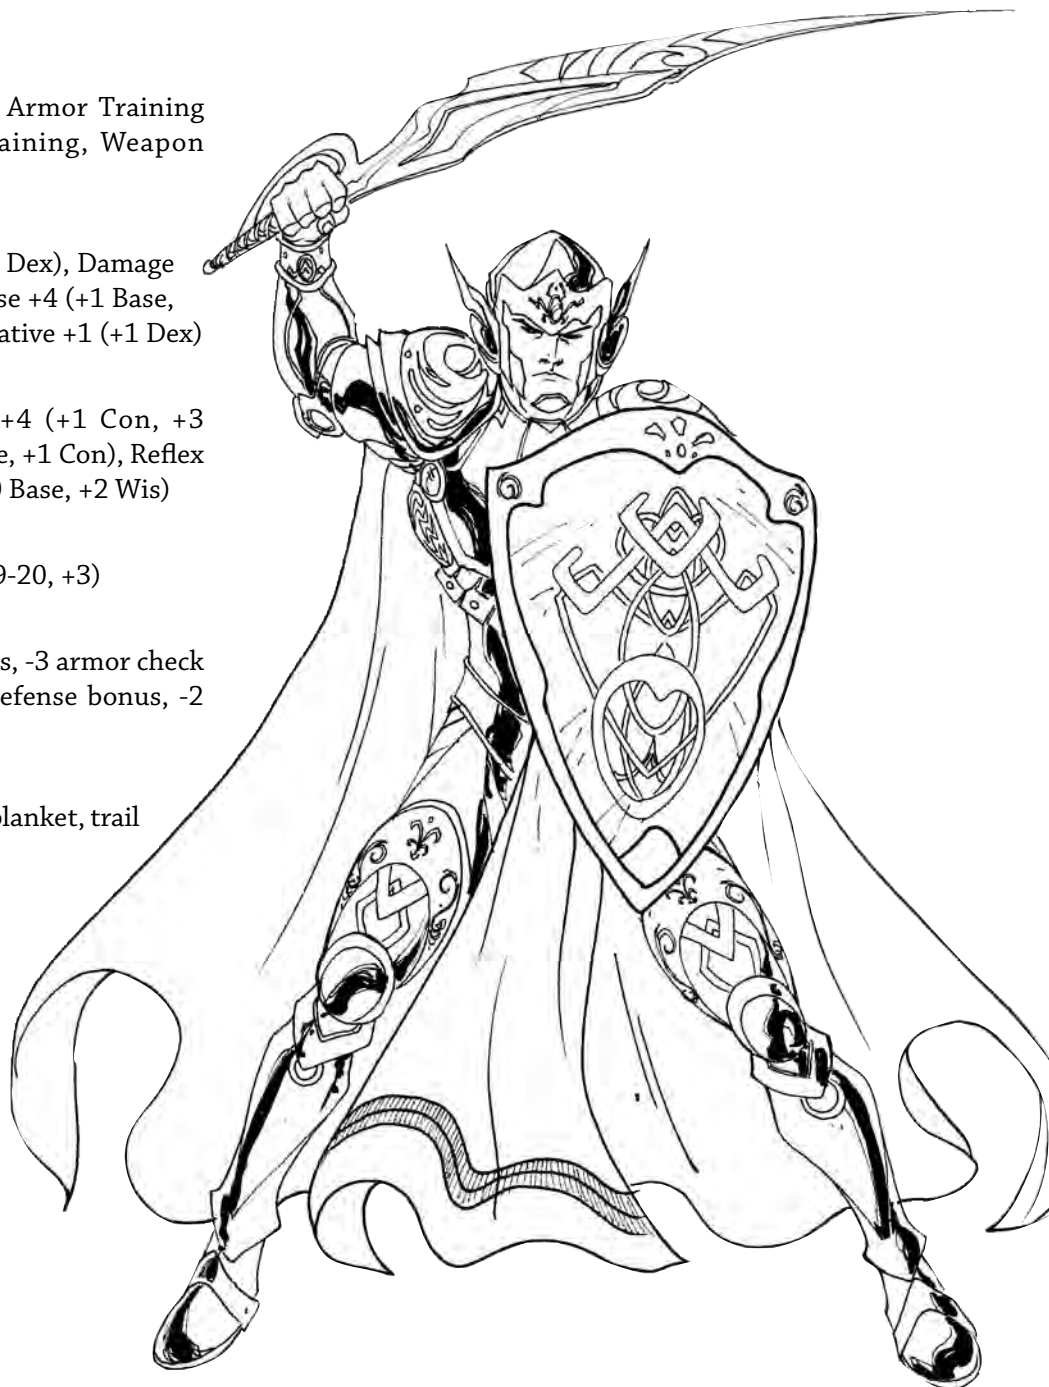 Armor Training
aining, Weapon
Dex), Damage
se +4 (+1 Base,
ative +1 (+1 Dex)
+4 (+1 Con, +3
e, +1 Con), Reflex
Base, +2 Wis)
9-20, +3)
s, -3 armor check
efense bonus, -2
blanket, trail